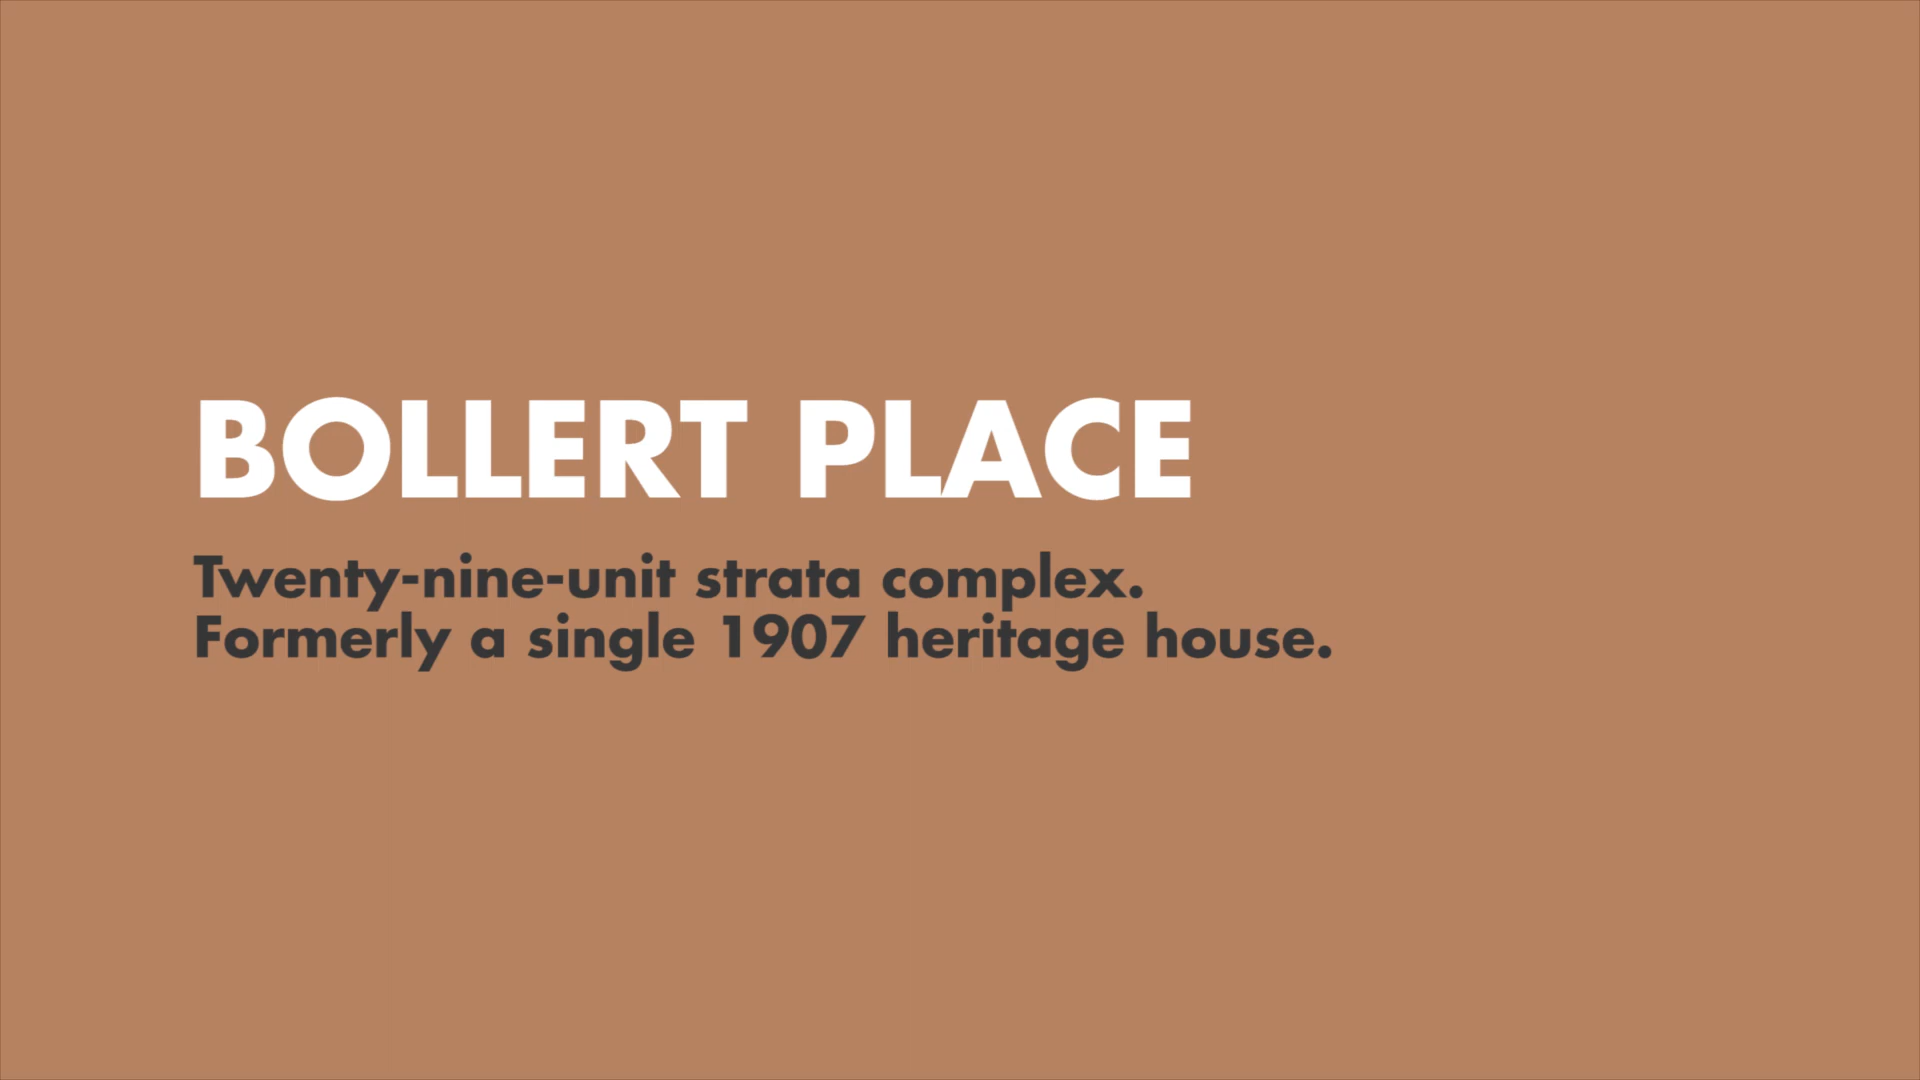 BOLLERT PLACE
Twenty-nine-unit strata complex.
Formerly a single 1907 heritage house.